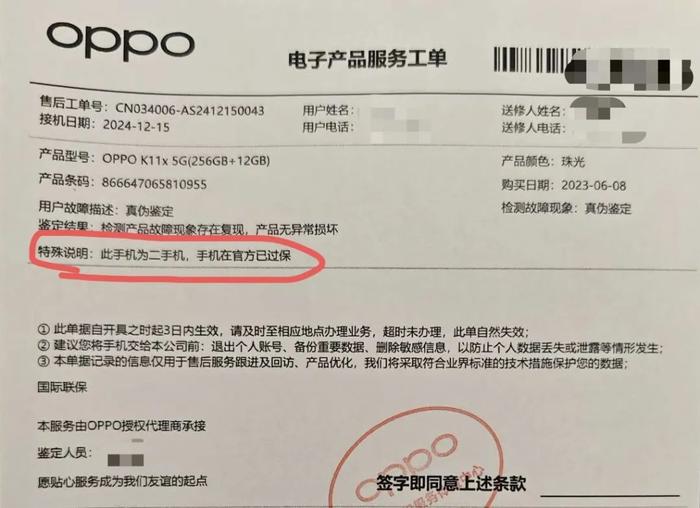 oppo
电子产品服务工单
售后工单号：CN034006-AS2412150043 用户姓名： 送修人姓名：
接机日期：2024-12-15 用户电话： 送修人电话：
产品型号：OPPO K11x 5G(256GB+12GB) 产品颜色：珠光
产品条码：866647065810955 购买日期：2023-06-08
用户故障描述：真伪鉴定 检测故障现象：真伪鉴定
鉴定结果：检测产品故障现象存在复现，产品无异常损坏
特殊说明：此手机为二手机，手机在官方已过保
① 此单据自开具之时起3日内生效，请及时至相应地点办理业务，超时未办理，此单自然失效；
② 建议您将手机交给本公司前：退出个人账号、备份重要数据、删除敏感信息，以防止个人数据丢失或泄露等情形发生；
③ 本单据记录的信息仅用于售后服务跟进及回访、产品优化，我们将采取符合业界标准的技术措施保护您的数据；
国际联保
本服务由OPPO授权代理商承接
鉴定人员：
愿贴心服务成为我们友谊的起点
oppo
签字即同意上述条款